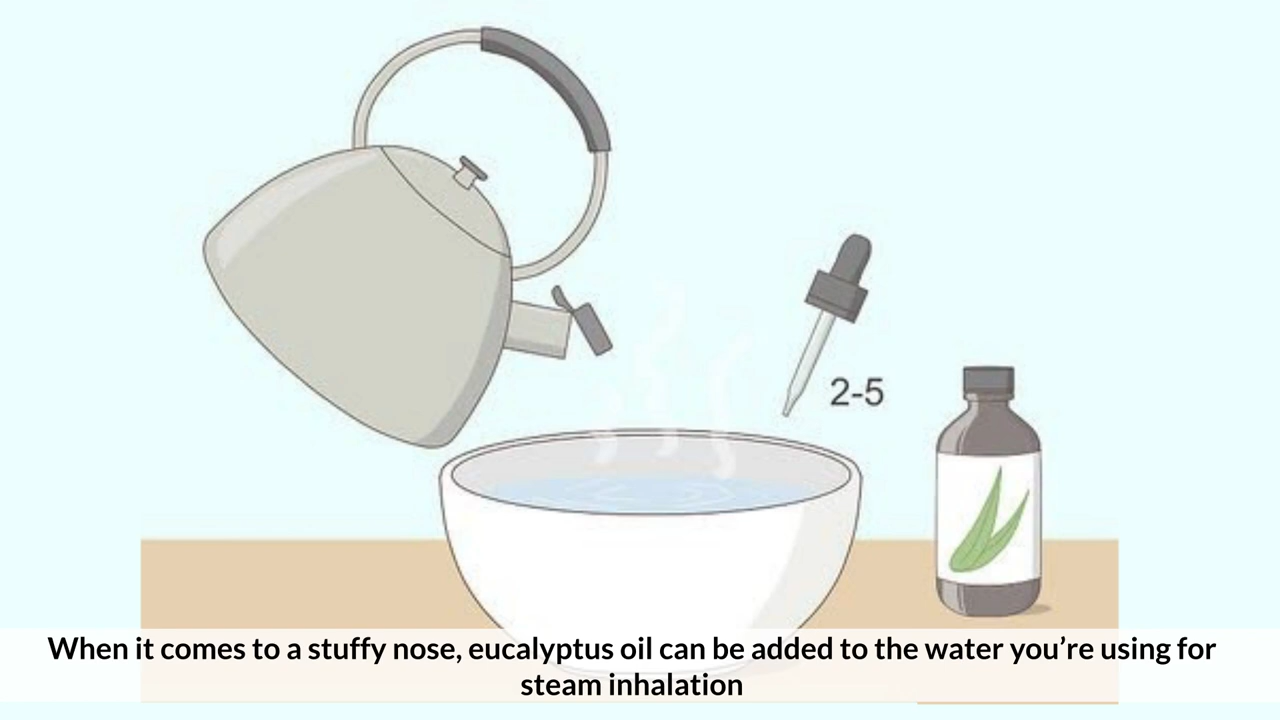 2-5
When it comes to a stuffy nose, eucalyptus oil can be added to the water you’re using for
steam inhalation